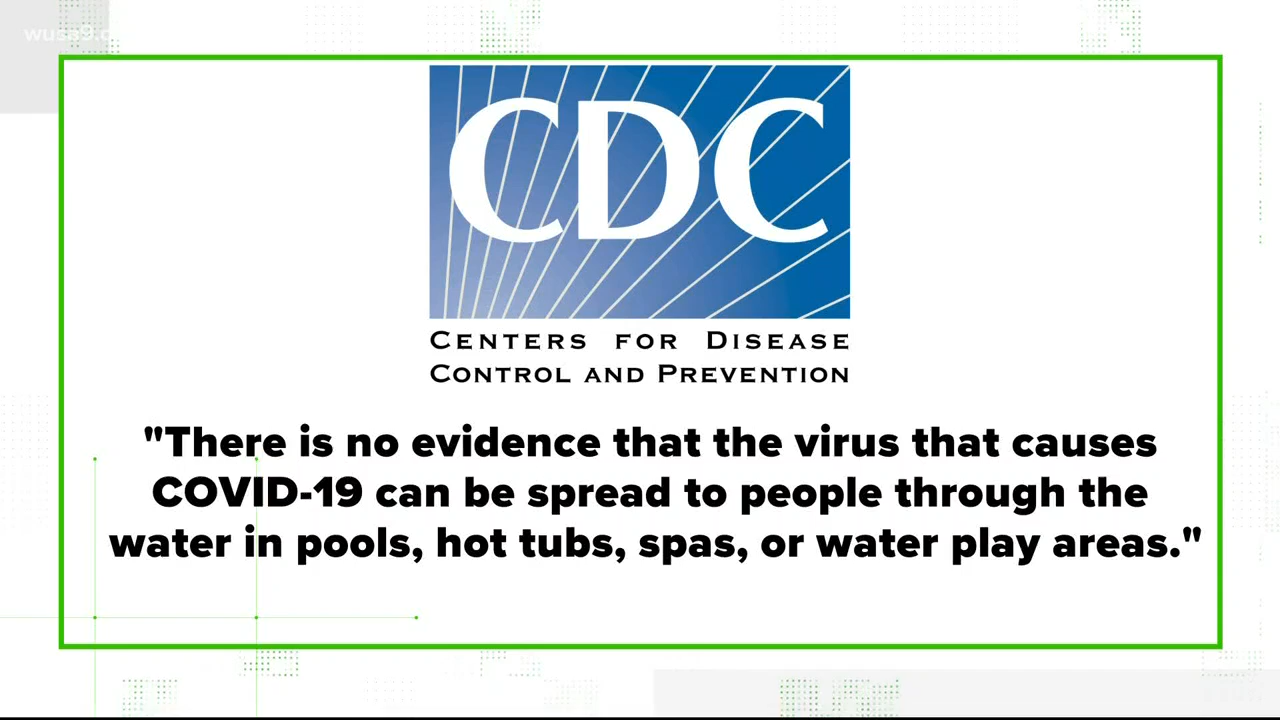 CDC
CENTERS FOR DISEASE
CONTROL AND PREVENTION
"There is no evidence that the virus that causes
COVID-19 can be spread to people through the
water in pools, hot tubs, spas, or water play areas."